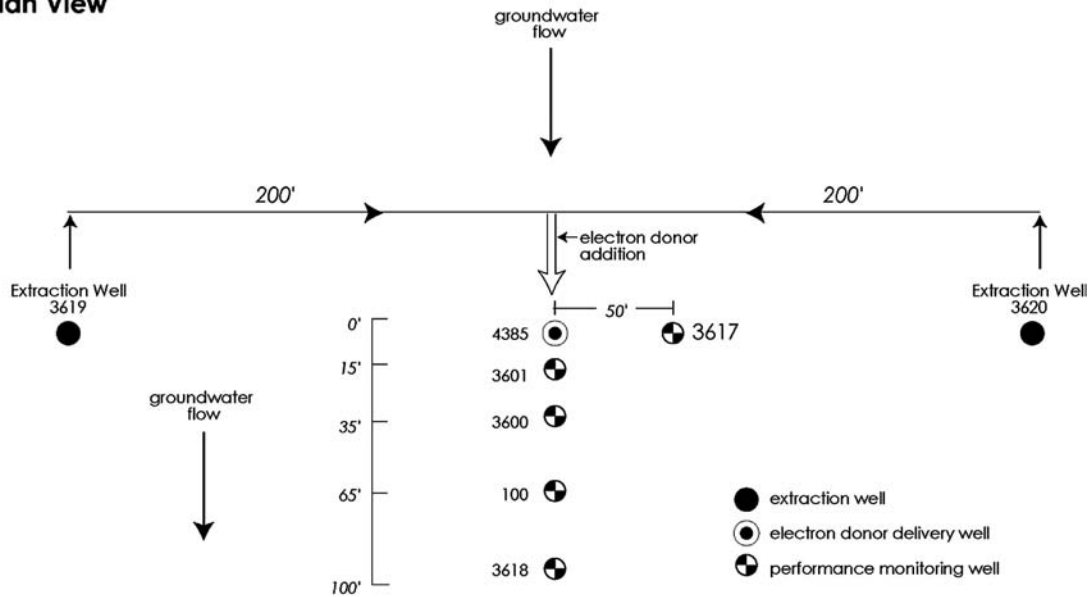 View
groundwater
flow
200'
200'
electron donor
addition
Extraction Well
3619
Extraction Well
3620
50'
0'
4385
3617
15'
3601
groundwater
flow
35'
3600
65'
100
extraction well
electron donor delivery well
3618
performance monitoring well
100'